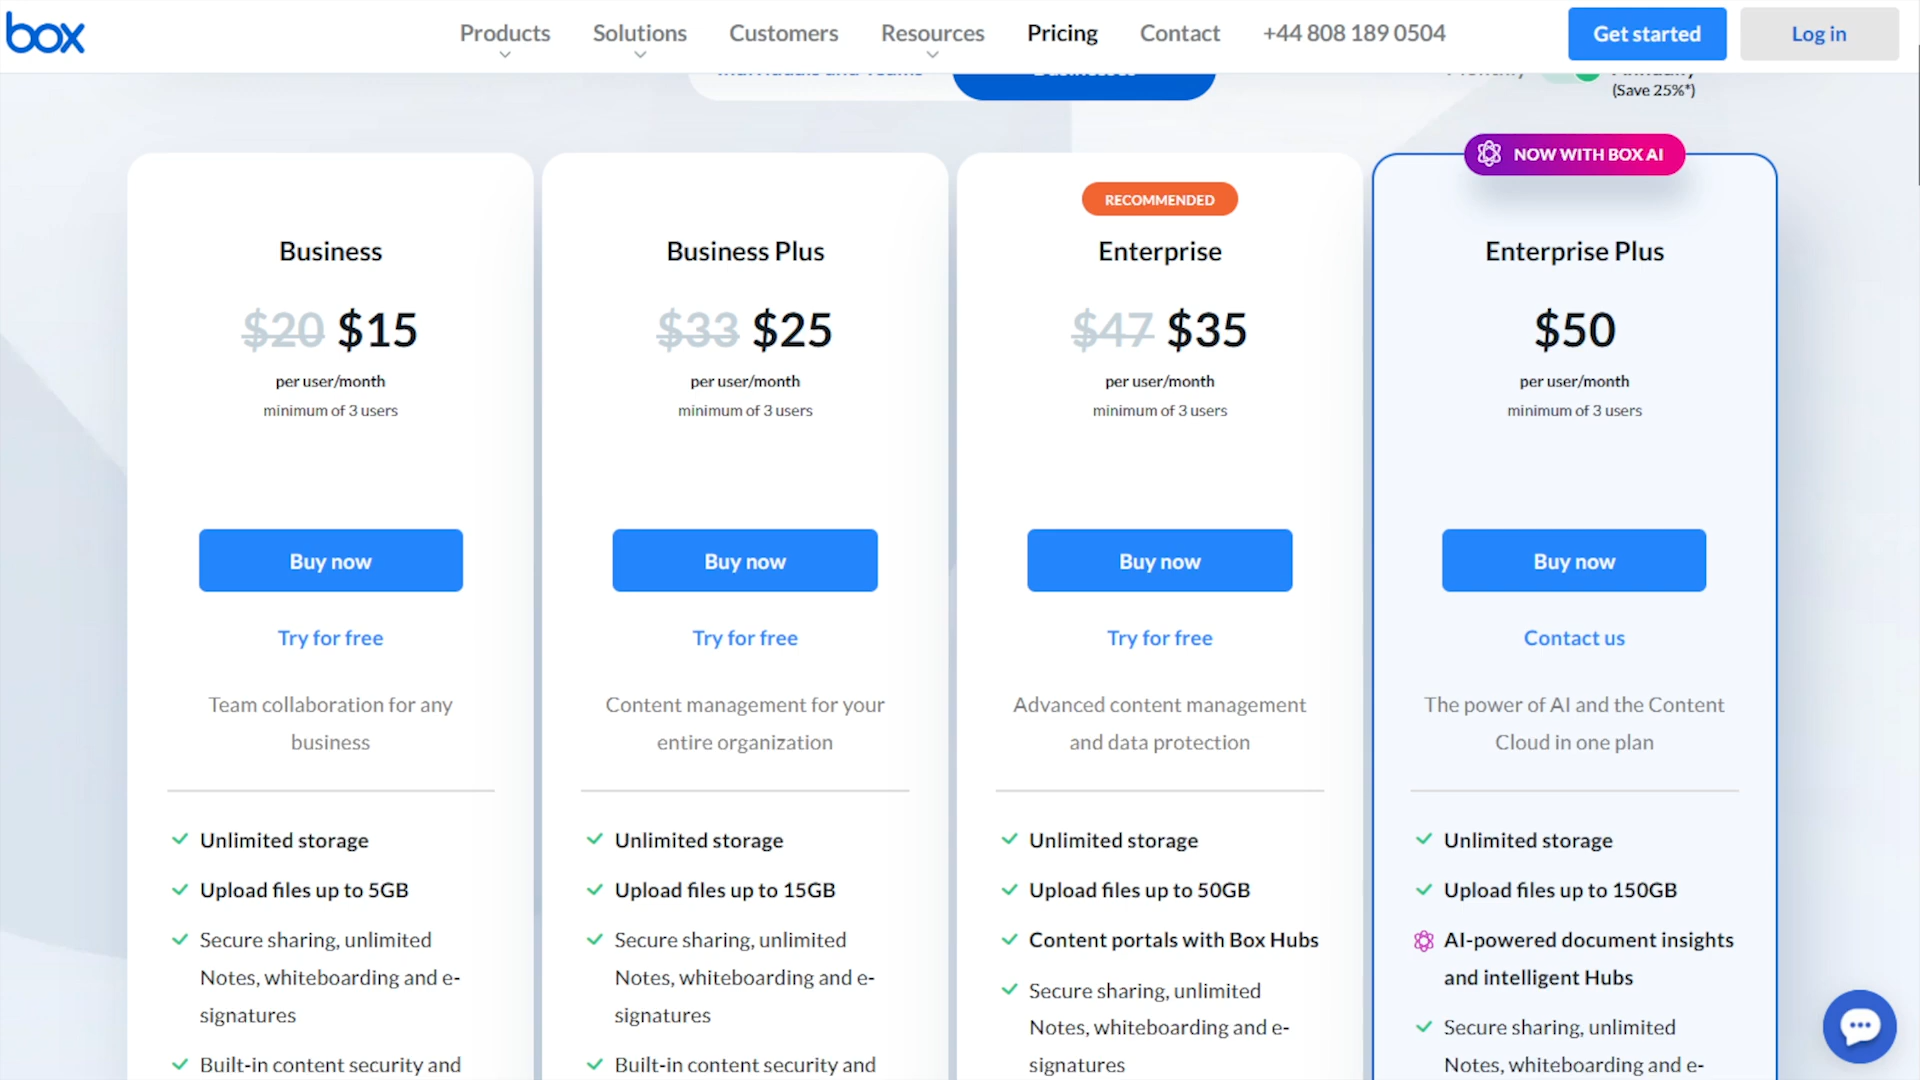 box
Products
Solutions
Customers
Resources
Pricing
Contact
+44 808 189 0504
Get started
Log in
Individuals and Teams
Businesses
Monthly
Annually
(Save 25%*)
Business
$20 $15
per user/month
minimum of 3 users
Buy now
Try for free
Team collaboration for any
business
Unlimited storage
Upload files up to 5GB
Secure sharing, unlimited
Notes, whiteboarding and e-
signatures
Built-in content security and
Business Plus
$33 $25
per user/month
minimum of 3 users
Buy now
Try for free
Content management for your
entire organization
Unlimited storage
Upload files up to 15GB
Secure sharing, unlimited
Notes, whiteboarding and e-
signatures
Built-in content security and
RECOMMENDED
Enterprise
$47 $35
per user/month
minimum of 3 users
Buy now
Try for free
Advanced content management
and data protection
Unlimited storage
Upload files up to 50GB
Content portals with Box Hubs
Secure sharing, unlimited
Notes, whiteboarding and e-
signatures
NOW WITH BOX AI
Enterprise Plus
$50
per user/month
minimum of 3 users
Buy now
Contact us
The power of AI and the Content
Cloud in one plan
Unlimited storage
Upload files up to 150GB
AI-powered document insights
and intelligent Hubs
Secure sharing, unlimited
Notes, whiteboarding and e-